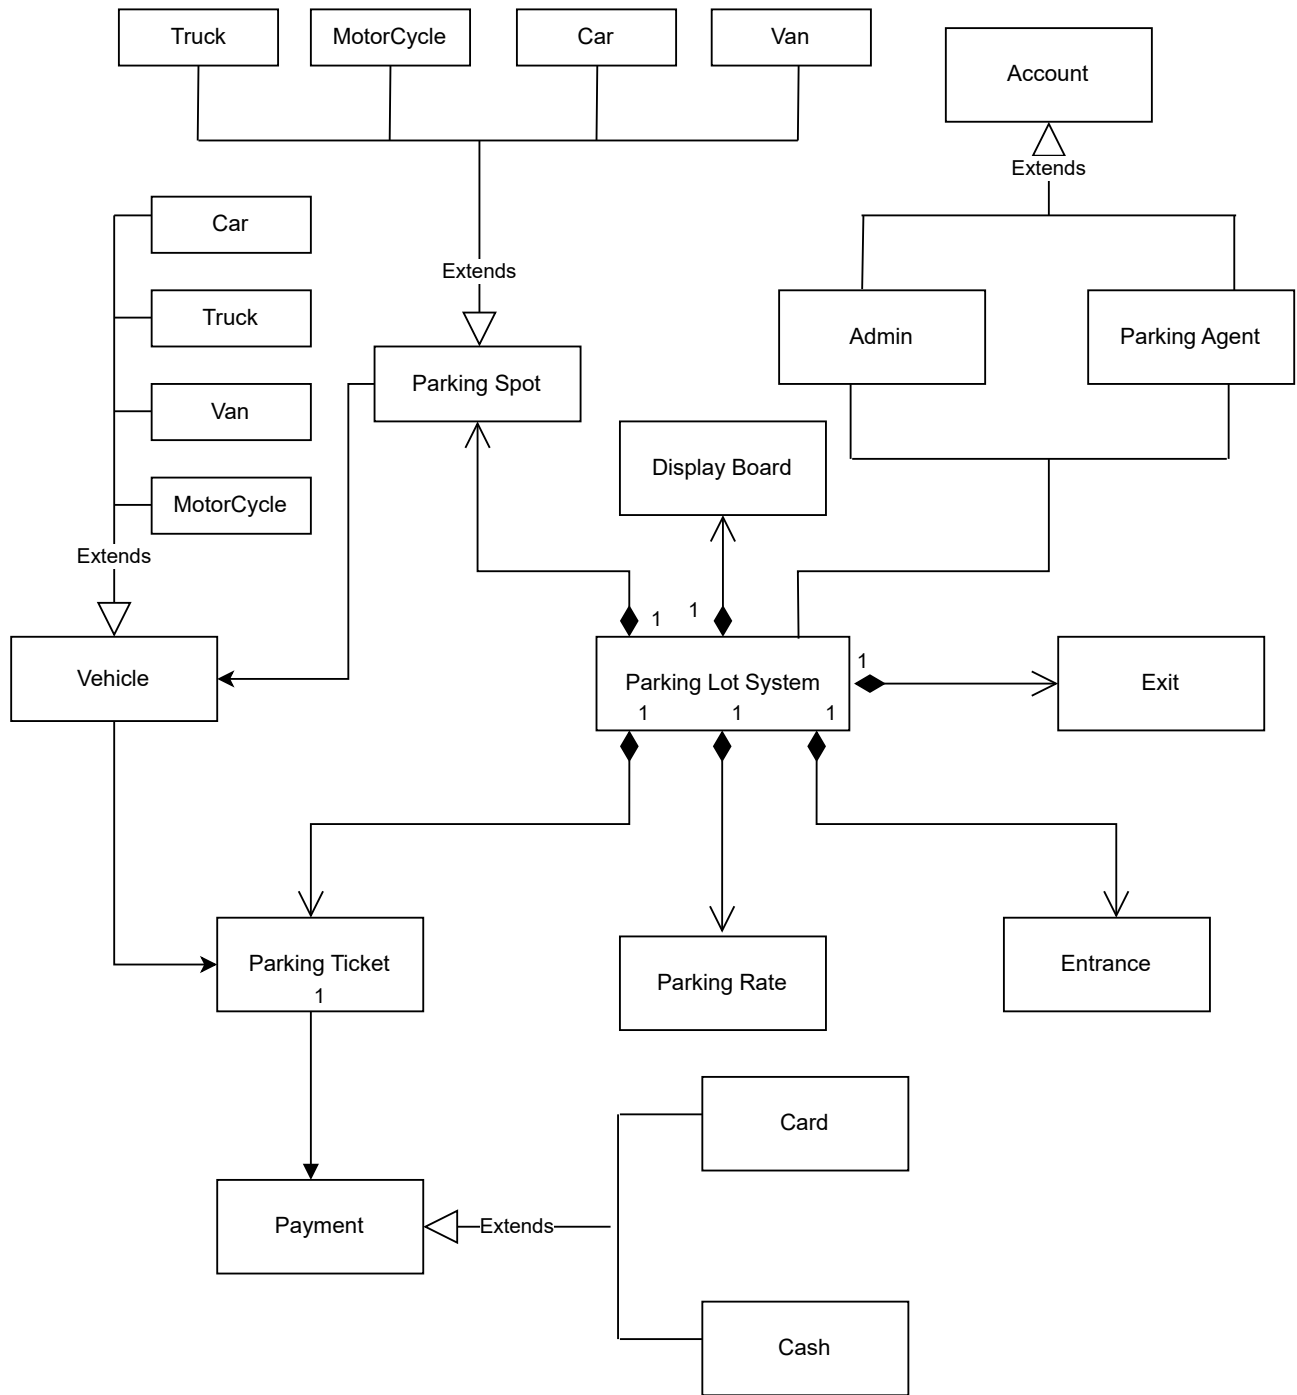 Truck
MotorCycle
Car
Van
Account
Extends
Car
Extends
Truck
Admin
Parking Agent
Parking Spot
Van
Display Board
MotorCycle
Extends
1
1
Vehicle
Parking Lot System
1
Exit
1
1
1
Parking Ticket
1
Parking Rate
Entrance
Card
Payment
Extends
Cash